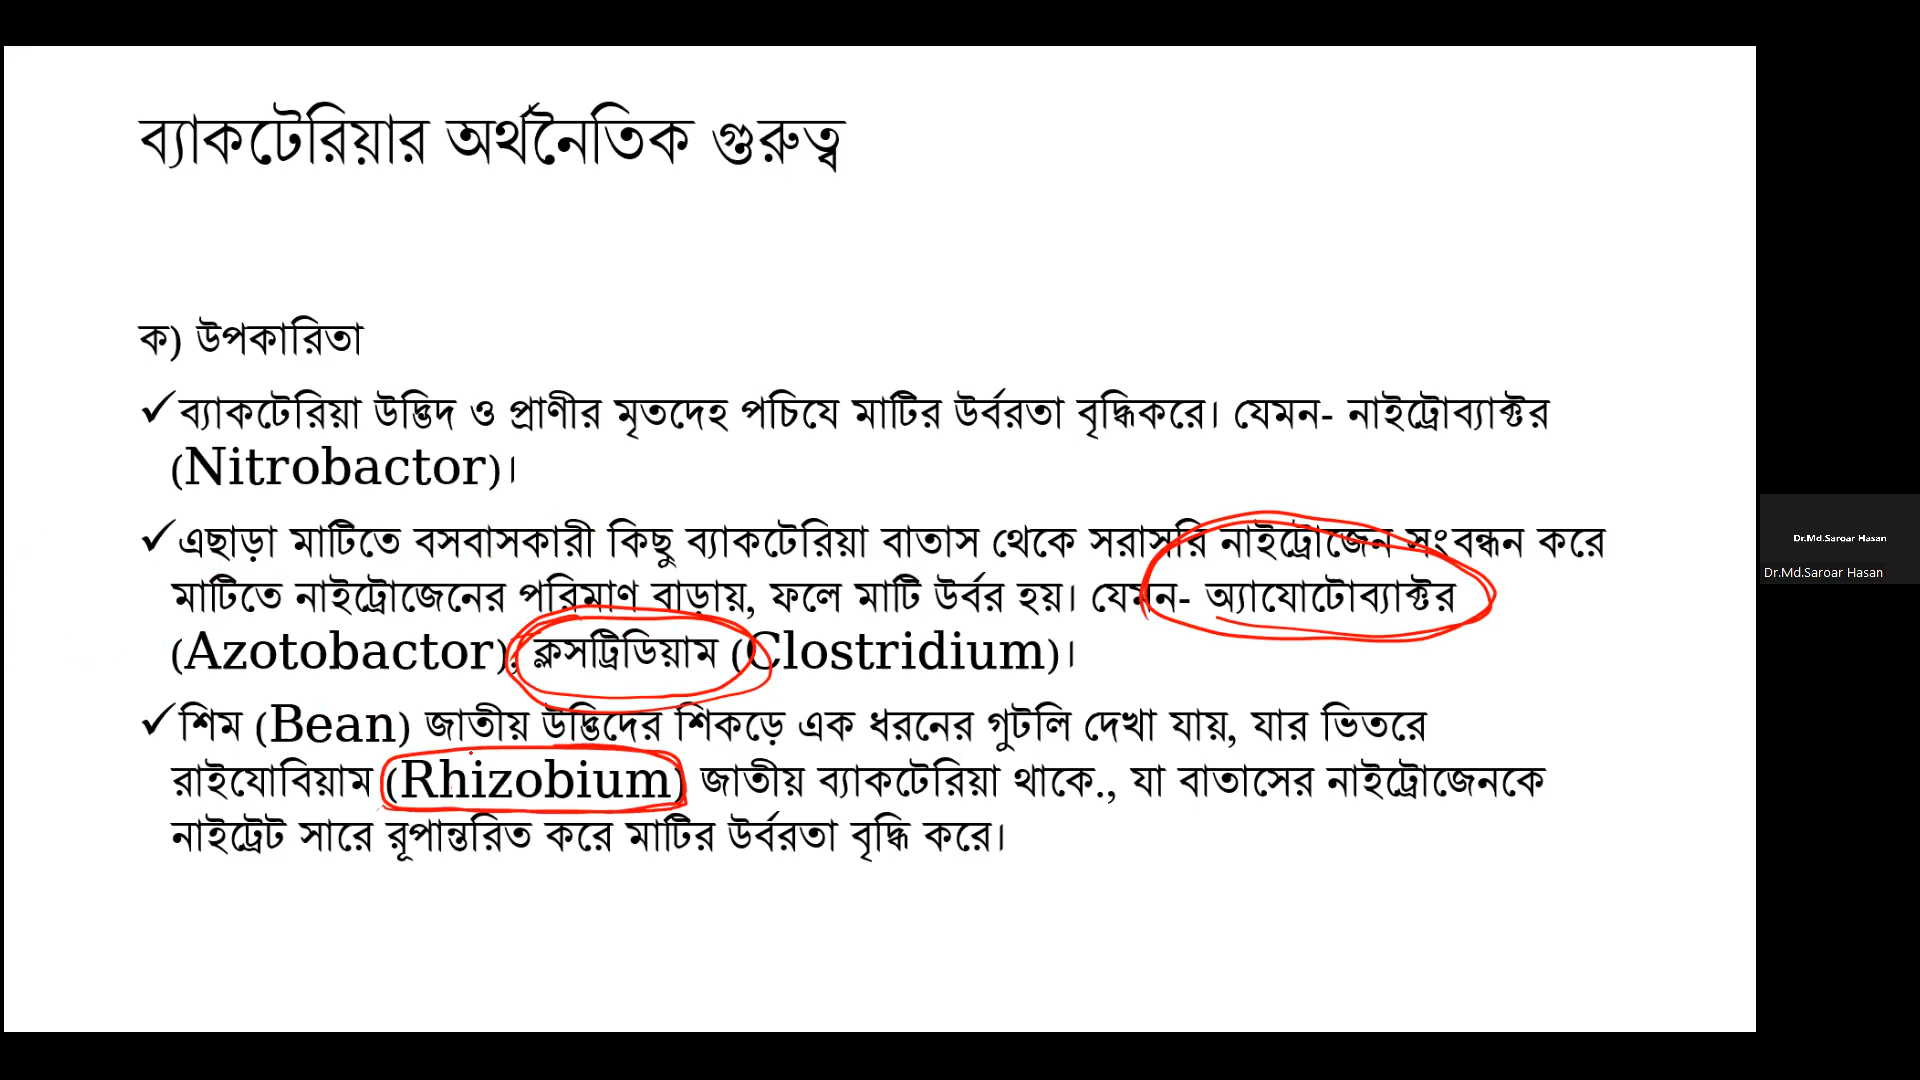 ব্যাকটেরিয়ার অর্থনৈতিক গুরুত্ব
ক) উপকারিতা
✓ব্যাকটেরিয়া উদ্ভিদ ও প্রাণীর মৃতদেহ পচিযে মাটির উর্বরতা বৃদ্ধিকরে। যেমন- নাইট্রোব্যাক্টর
(Nitrobactor)।
✓এছাড়া মাটিতে বসবাসকারী কিছু ব্যাকটেরিয়া বাতাস থেকে সরাসরি নাইট্রোজেন সংবন্ধন করে
মাটিতে নাইট্রোজেনের পরিমাণ বাড়ায়, ফলে মাটি উর্বর হয়। যেমন- অ্যাযোটোব্যাক্টর
(Azotobactor), ক্লসট্রিডিয়াম (Clostridium)।
✓শিম (Bean) জাতীয় উদ্ভিদের শিকড়ে এক ধরনের গুটলি দেখা যায়, যার ভিতরে
রাইযোবিয়াম (Rhizobium) জাতীয় ব্যাকটেরিয়া থাকে., যা বাতাসের নাইট্রোজেনকে
নাইট্রেট সারে রূপান্তরিত করে মাটির উর্বরতা বৃদ্ধি করে।
Dr.Md.Saroar Hasan
Dr.Md.Saroar Hasan